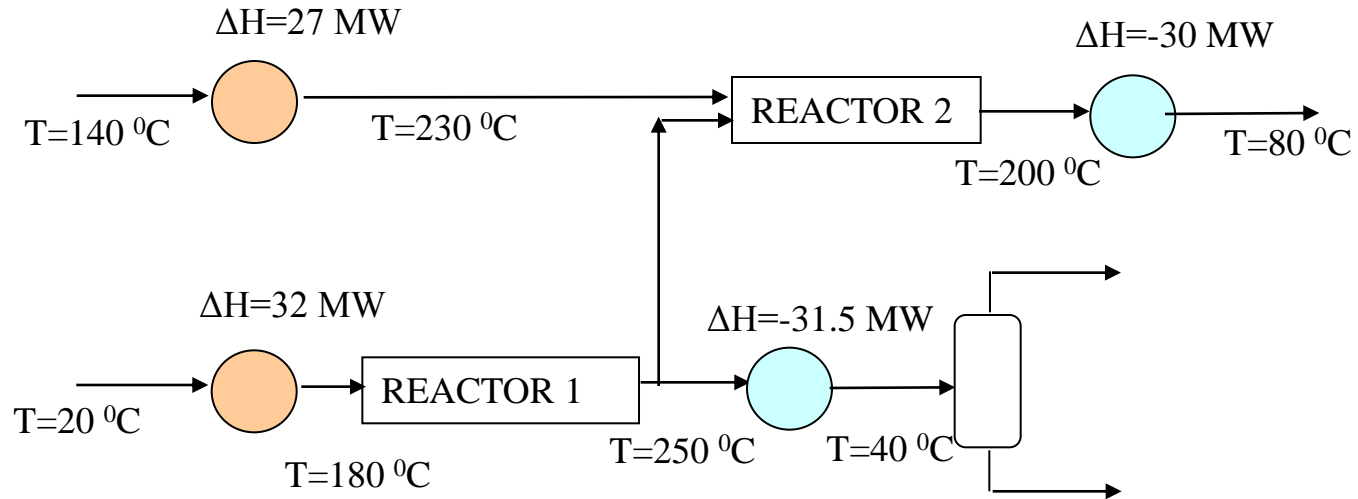 ΔH=27 MW
ΔH=-30 MW
REACTOR 2
T=140 ⁰C
T=230 ⁰C
T=200 ⁰C
T=80 ⁰C
ΔH=32 MW
ΔH=-31.5 MW
REACTOR 1
T=20 ⁰C
T=180 ⁰C
T=250 ⁰C
T=40 ⁰C